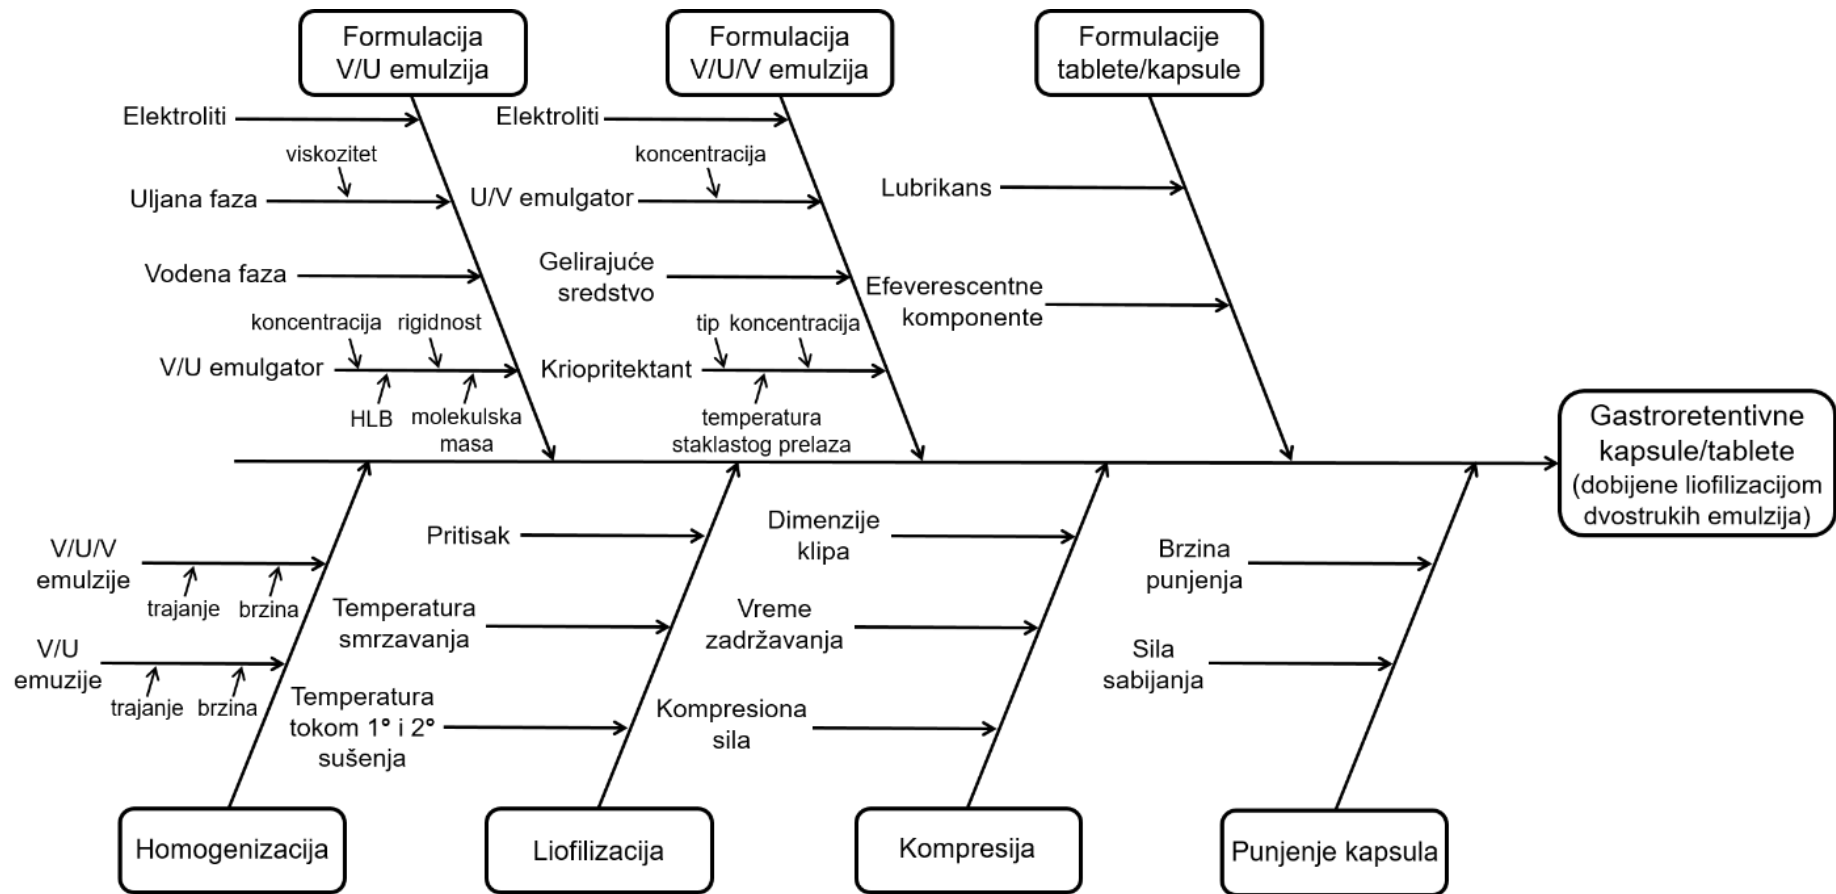 Formulacija
V/U emulzija
Formulacija
V/U/V emulzija
Formulacije
tablete/kapsule
Elektroliti
viskozitet
Uljana faza
Vodena faza
koncentracija
rigidnost
V/U emulgator
HLB
molekulska
masa
Elektroliti
koncentracija
U/V emulgator
Gelirajuće
sredstvo
tip
koncentracija
Kriopritektant
temperatura
staklastog prelaza
Lubrikans
Efeverescentne
komponente
Gastroretentivne
kapsule/tablete
(dobijene liofilizacijom
dvostrukih emulzija)
V/U/V
emulzije
trajanje
brzina
V/U
emuzije
trajanje
brzina
Pritisak
Temperatura
smrzavanja
Temperatura
tokom 1° i 2°
sušenja
Dimenzije
klipa
Vreme
zadržavanja
Kompresiona
sila
Brzina
punjenja
Sila
sabijanja
Homogenizacija
Liofilizacija
Kompresija
Punjenje kapsula